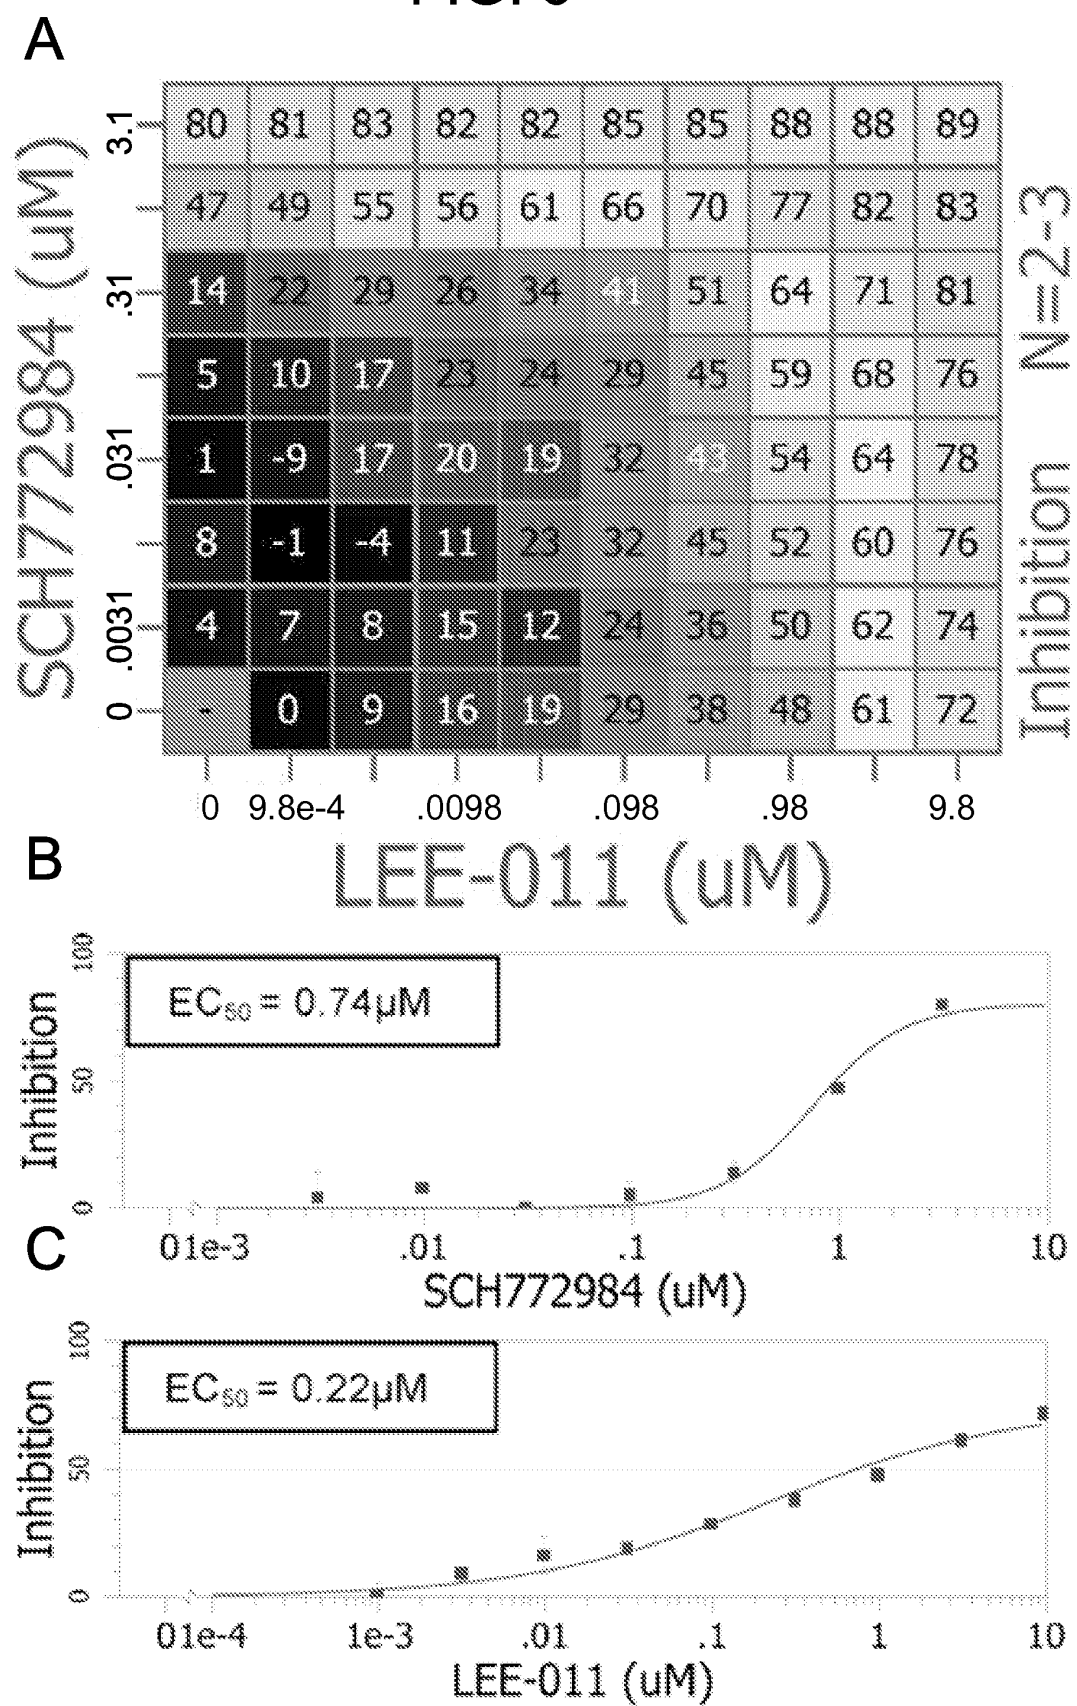 A
3.1 80 81 83 82 82 85 85 88 88 89
47 49 55 56 61 66 70 77 82 83
.31 14 22 29 26 34 41 51 64 71 81
5 10 17 23 24 29 45 59 68 76
.031 1 -9 17 20 19 32 43 54 64 78
8 -1 -4 11 23 32 45 52 60 76
.0031 4 7 8 15 12 24 36 50 62 74
0 - 0 9 16 19 29 38 48 61 72
0 9.8e-4 .0098 .098 .98 9.8
SCH772984 (uM)
Inhibition N=2-3
LEE-011 (uM)
B
EC50 = 0.74µM
Inhibition
100
50
0
01e-3 .01 .1 1 10
SCH772984 (uM)
C
EC50 = 0.22µM
Inhibition
100
50
0
01e-4 1e-3 .01 .1 1 10
LEE-011 (uM)